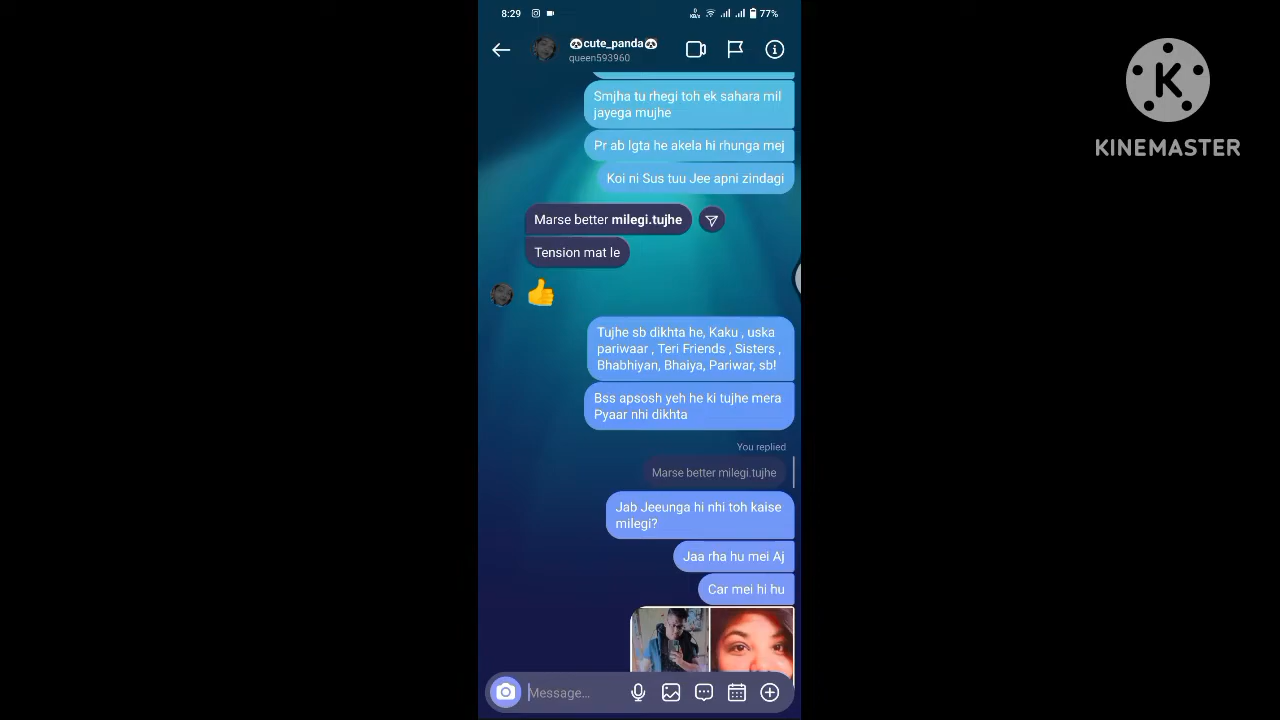 8:29
0
KB/s
77%
🐼cute_panda🐼
queen593960
Smjha tu rhegi toh ek sahara mil
jayega mujhe
Pr ab lgta he akela hi rhunga mej
Koi ni Sus tuu Jee apni zindagi
Marse better milegi.tujhe
Tension mat le
👍
Tujhe sb dikhta he, Kaku , uska
pariwaar , Teri Friends , Sisters ,
Bhabhiyan, Bhaiya, Pariwar, sb!
Bss apsosh yeh he ki tujhe mera
Pyaar nhi dikhta
You replied
Marse better milegi.tujhe
Jab Jeeunga hi nhi toh kaise
milegi?
Jaa rha hu mei Aj
Car mei hi hu
Message...
K
KINEMASTER